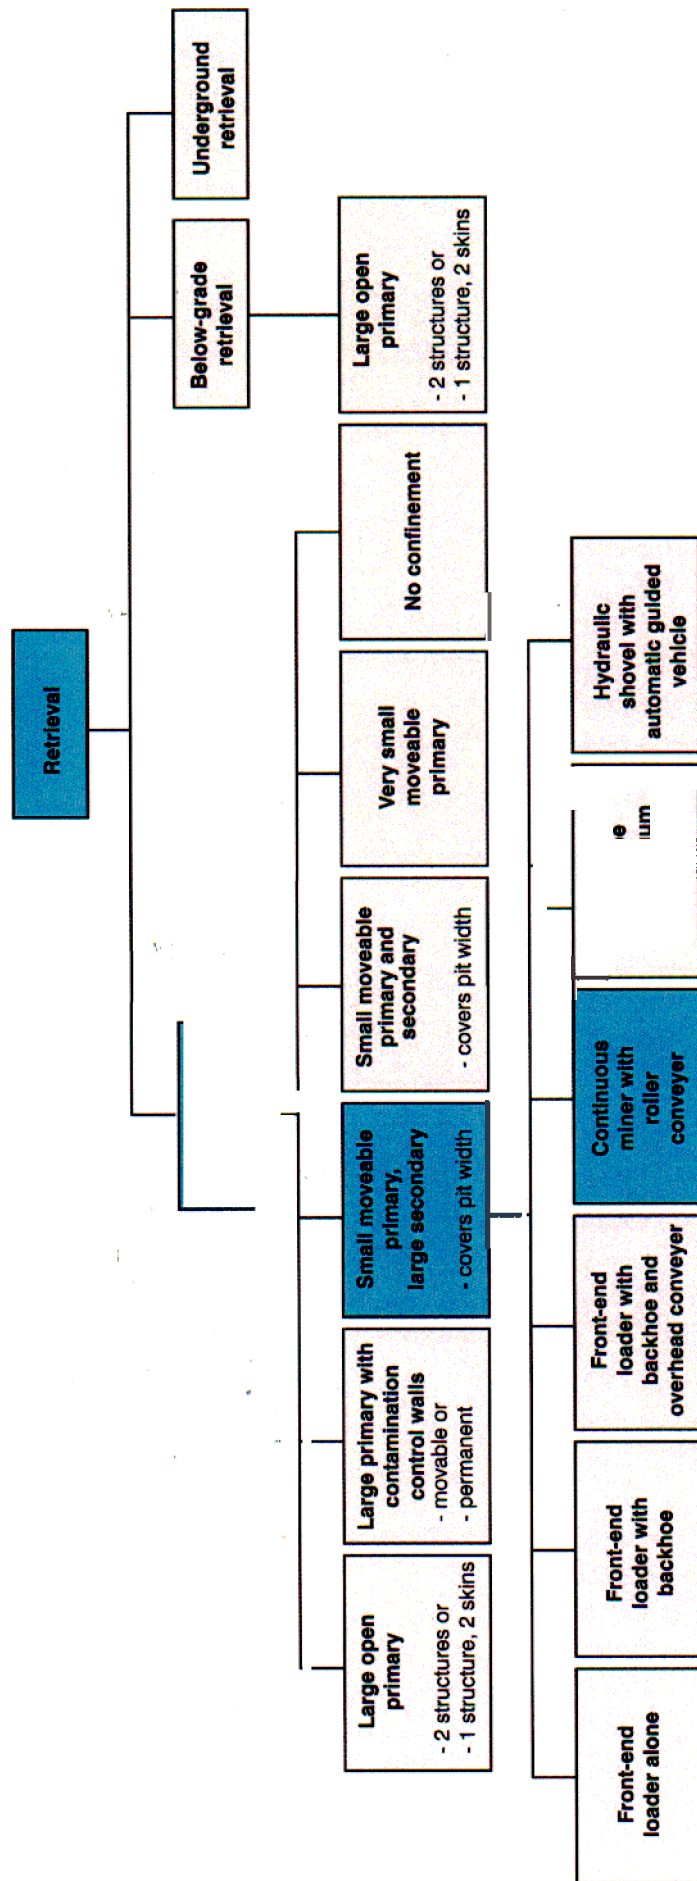 Retrieval
Below-grade
retrieval
Underground
retrieval
Large open
primary
- 2 structures or
- 1 structure, 2 skins
Large primary with
contamination
control walls
- movable or
- permanent
Small moveable
primary,
large secondary
- covers pit width
Small moveable
primary and
secondary
- covers pit width
Very small
moveable
primary
No confinement
Large open
primary
- 2 structures or
- 1 structure, 2 skins
Front-end
loader alone
Front-end
loader with
backhoe
Front-end
loader with
backhoe and
overhead conveyer
Continuous
miner with
roller
conveyer
Hydraulic
shovel with
automatic guided
vehicle